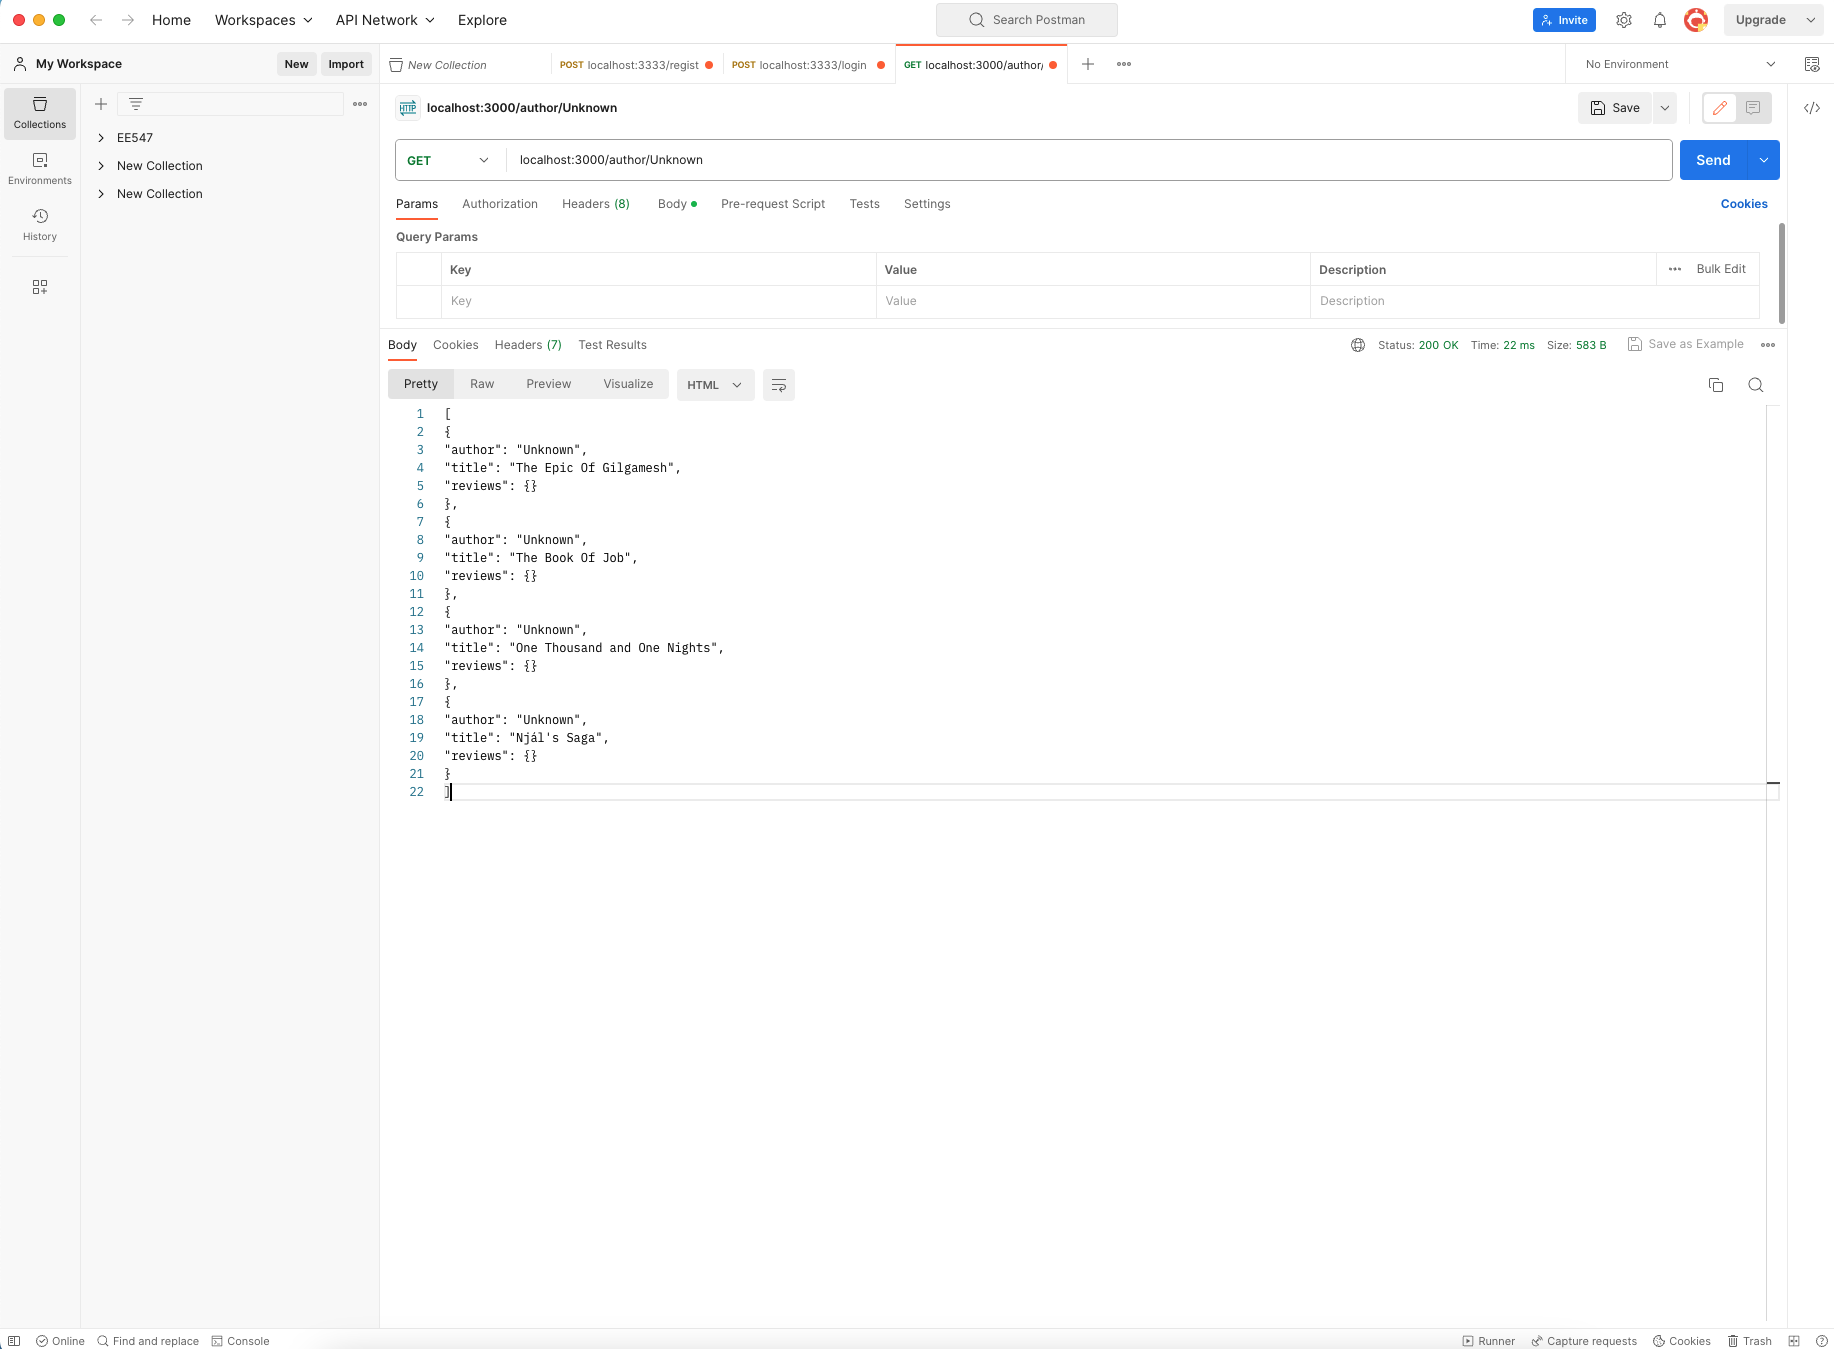 Home Workspaces API Network Explore Search Postman Invite Upgrade
My Workspace New Import New Collection POST localhost:3333/regist POST localhost:3333/login GET localhost:3000/author/ No Environment
Collections
Environments
History
EE547
New Collection
New Collection
HTTP localhost:3000/author/Unknown Save
GET localhost:3000/author/Unknown Send
Params Authorization Headers (8) Body Pre-request Script Tests Settings Cookies
Query Params
Key Value Description Bulk Edit
Key Value Description
Body Cookies Headers (7) Test Results Status: 200 OK Time: 22 ms Size: 583 B Save as Example
Pretty Raw Preview Visualize HTML
1 [
2 {
3 "author": "Unknown",
4 "title": "The Epic Of Gilgamesh",
5 "reviews": {}
6 },
7 {
8 "author": "Unknown",
9 "title": "The Book Of Job",
10 "reviews": {}
11 },
12 {
13 "author": "Unknown",
14 "title": "One Thousand and One Nights",
15 "reviews": {}
16 },
17 {
18 "author": "Unknown",
19 "title": "Njál's Saga",
20 "reviews": {}
21 }
22 ]
Online Find and replace Console Runner Capture requests Cookies Trash